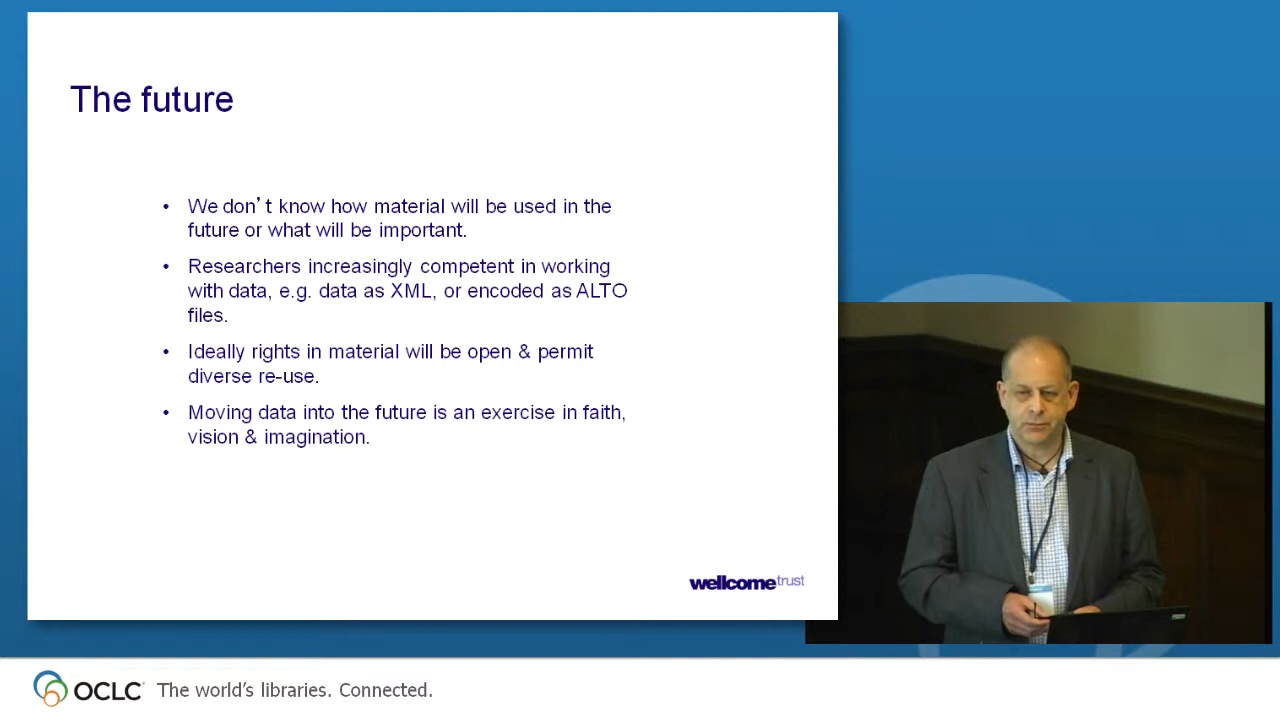 The future
• We don’t know how material will be used in the
future or what will be important.
• Researchers increasingly competent in working
with data, e.g. data as XML, or encoded as ALTO
files.
• Ideally rights in material will be open & permit
diverse re-use.
• Moving data into the future is an exercise in faith,
vision & imagination.
wellcometrust
OCLC The world’s libraries. Connected.